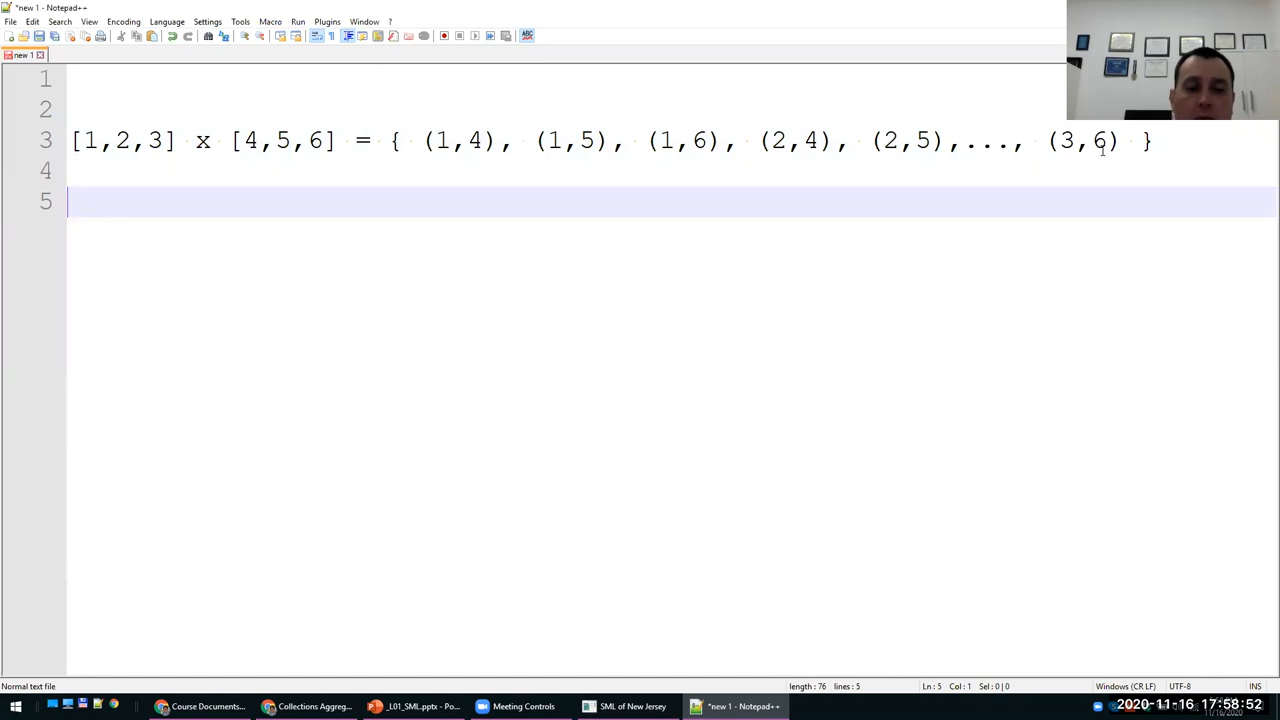 *new 1 - Notepad++
File Edit Search View Encoding Language Settings Tools Macro Run Plugins Window ?
new 1
1
2
3 [1,2,3] x [4,5,6] = { (1,4), (1,5), (1,6), (2,4), (2,5),..., (3,6) }
4
5
Normal text file length: 76 lines: 5 Ln: 5 Col: 1 Sel: 0 | 0 Windows (CR LF) UTF-8 INS
Course Documents... Collections Aggreg... _L01_SML.pptx - Po... Meeting Controls SML of New Jersey *new 1 - Notepad++
11/16/2020
2020-11-16 17:58:52